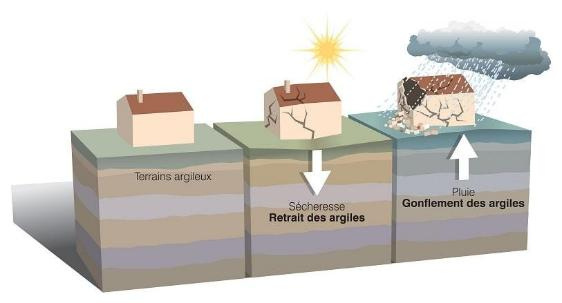 Terrains argileux
Sécheresse
Retrait des argiles
Pluie
Gonflement des argiles